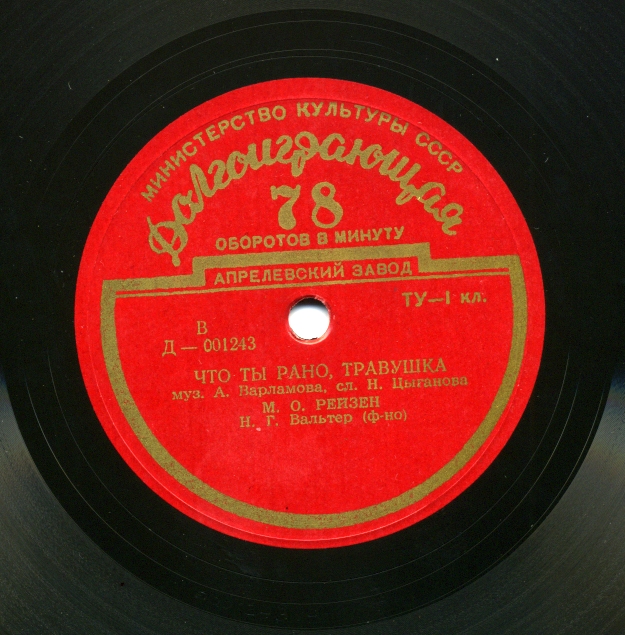 МИНИСТЕРСТВО КУЛЬТУРЫ СССР
Долгоиграющая
78
ОБОРОТОВ В МИНУТУ
АПРЕЛЕВСКИЙ ЗАВОД
ТУ—1 кл.
В
Д — 001243
ЧТО ТЫ РАНО, ТРАВУШКА
муз. А. Варламова, сл. Н. Цыганова
М. О. РЕЙЗЕН
Н. Г. Вальтер (ф-но)